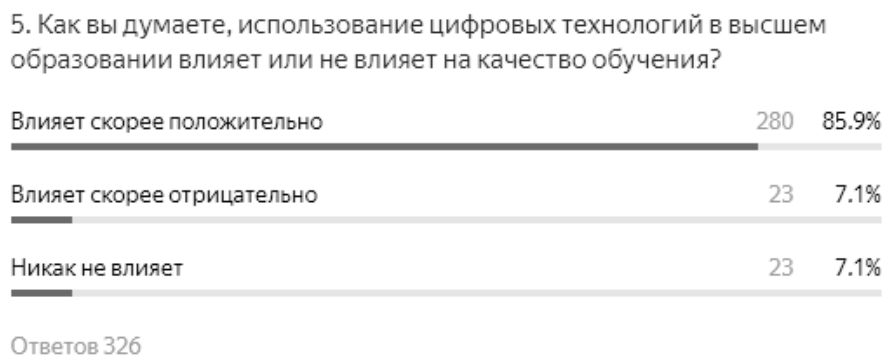 5. Как вы думаете, использование цифровых технологий в высшем
образовании влияет или не влияет на качество обучения?
Влияет скорее положительно 280 85.9%
Влияет скорее отрицательно 23 7.1%
Никак не влияет 23 7.1%
Ответов 326